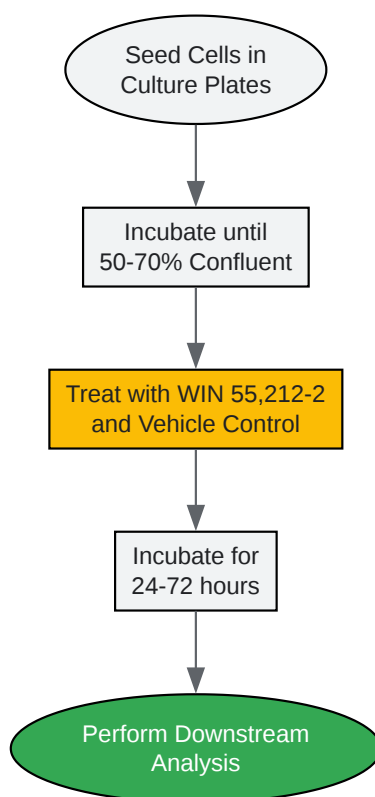 Seed Cells in
Culture Plates
Incubate until
50-70% Confluent
Treat with WIN 55,212-2
and Vehicle Control
Incubate for
24-72 hours
Perform Downstream
Analysis